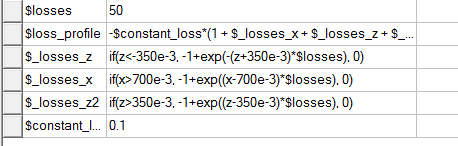 $losses 50
$loss_profile -$constant_loss*(1 + $_losses_x + $_losses_z + $_...
$_losses_z if(z<-350e-3, -1+exp(-(z+350e-3)*$losses), 0)
$_losses_x if(x>700e-3, -1+exp((x-700e-3)*$losses), 0)
$_losses_z2 if(z>350e-3, -1+exp((z-350e-3)*$losses), 0)
$constant_l... 0.1